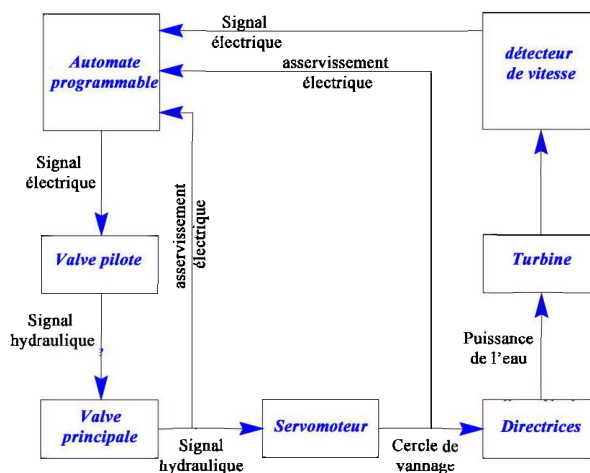 Signal
électrique
Automate
programmable
détecteur
de vitesse
asservissement
électrique
Signal
électrique
asservissement
électrique
Valve pilote
Turbine
Signal
hydraulique
?
Puissance
de l'eau
Valve
principale
Servomoteur
Directrices
Signal
hydraulique
Cercle de
vannage